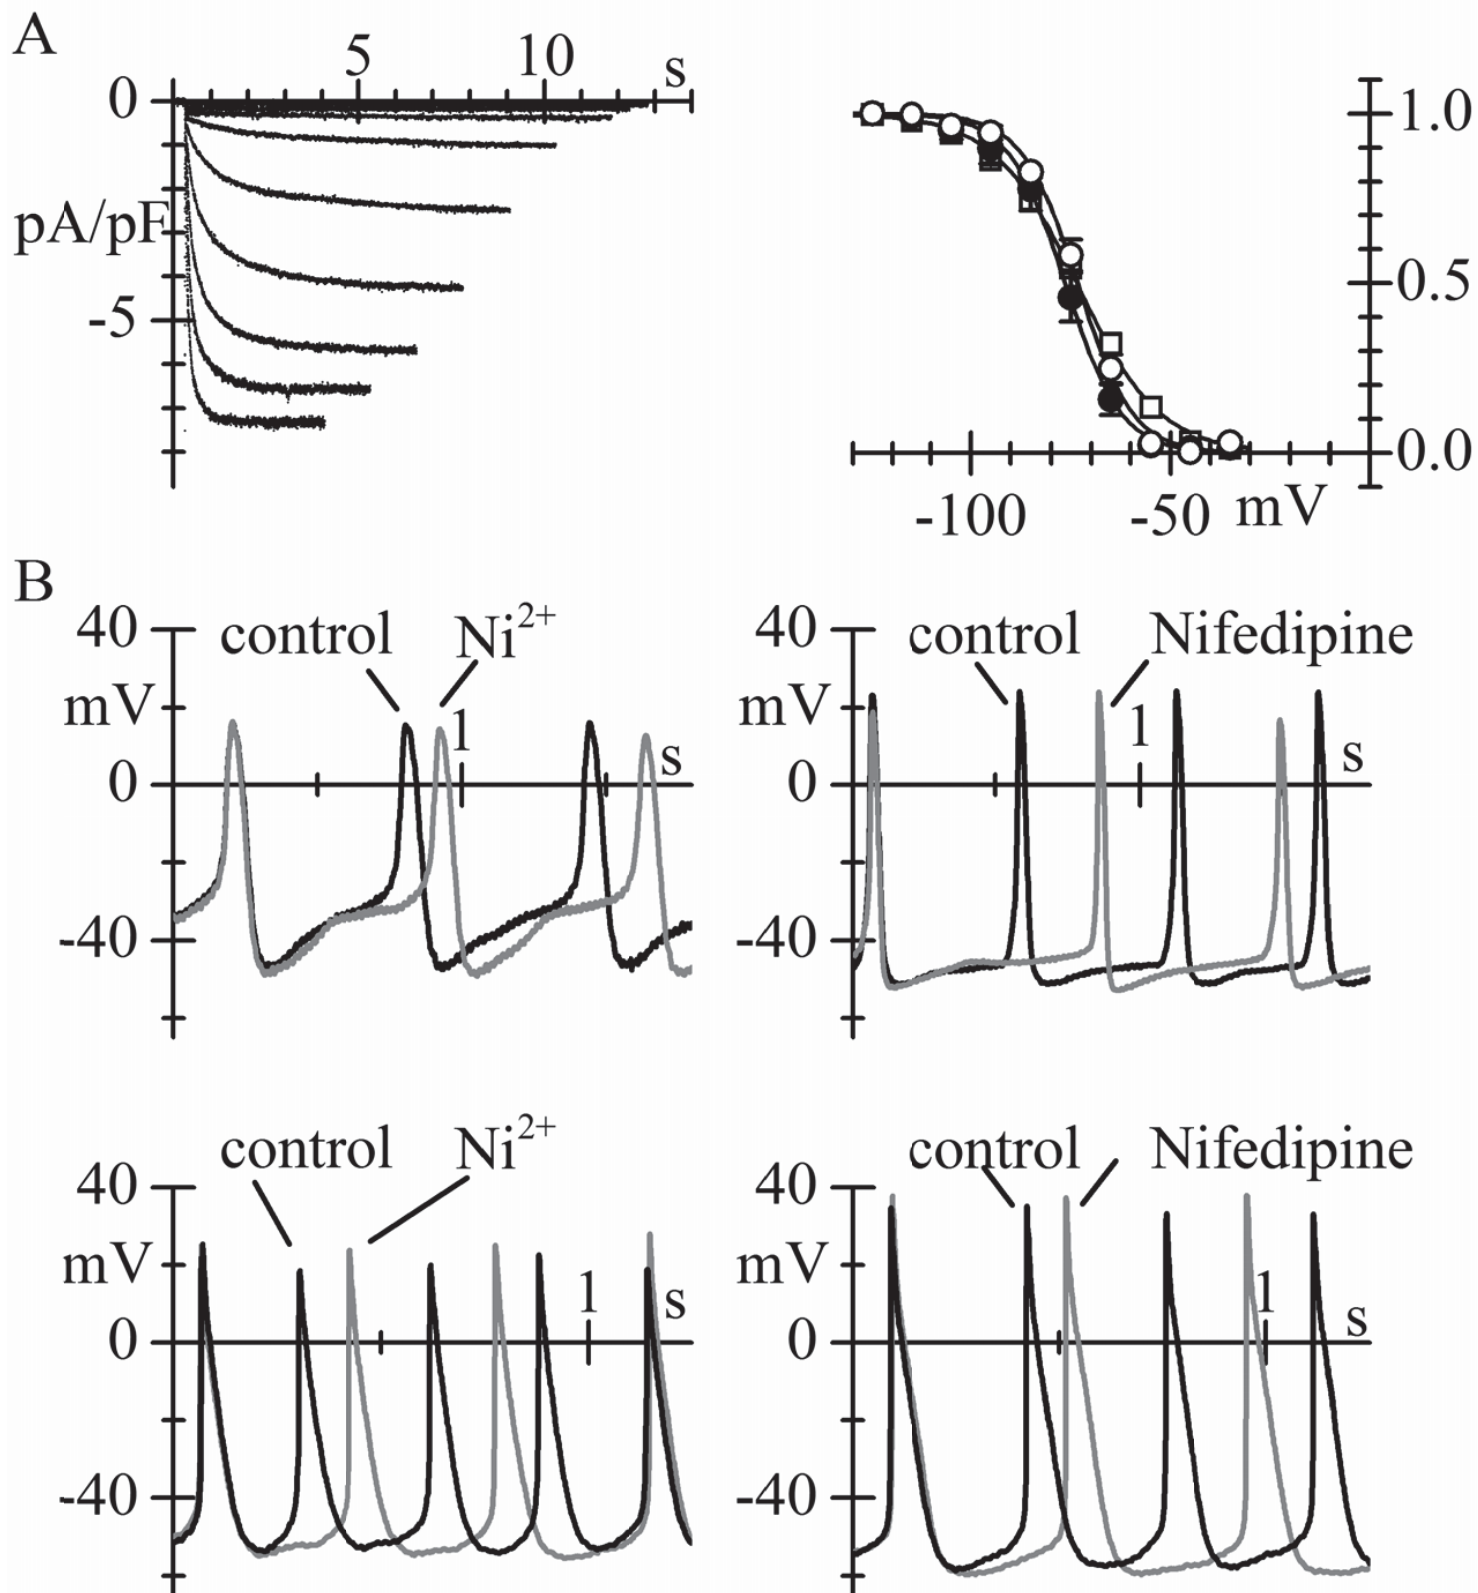 A
5 10 s
0
pA/pF
-5
1.0
0.5
0.0
-100 -50 mV
B
40 control Ni²⁺
mV
1
0 s
-40
40 control Nifedipine
mV
1
0 s
-40
control Ni²⁺
40
mV
1
0 s
-40
control Nifedipine
40
mV
1
0 s
-40